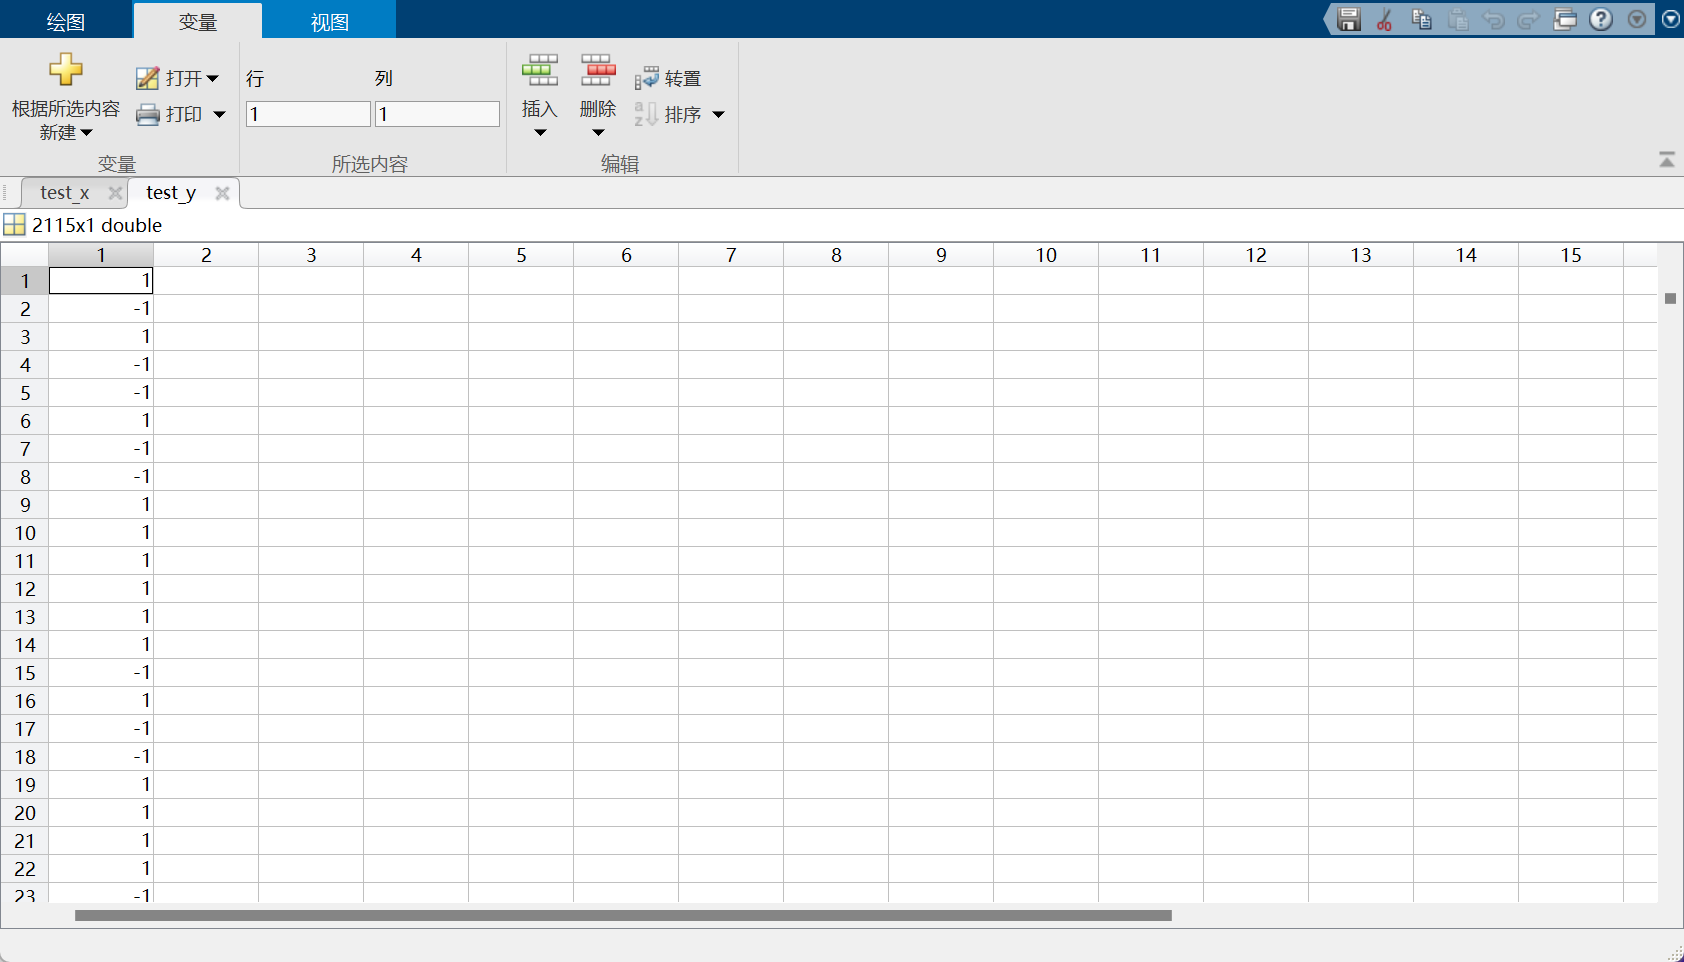 绘图 变量 视图
根据所选内容
新建
打开
打印
变量
行 列
1 1
所选内容
插入 删除 转置
排序
编辑
test_x test_y
2115x1 double
1 2 3 4 5 6 7 8 9 10 11 12 13 14 15
1 1
2 -1
3 1
4 -1
5 -1
6 1
7 -1
8 -1
9 1
10 1
11 1
12 1
13 1
14 1
15 -1
16 1
17 -1
18 -1
19 1
20 1
21 1
22 1
23 -1